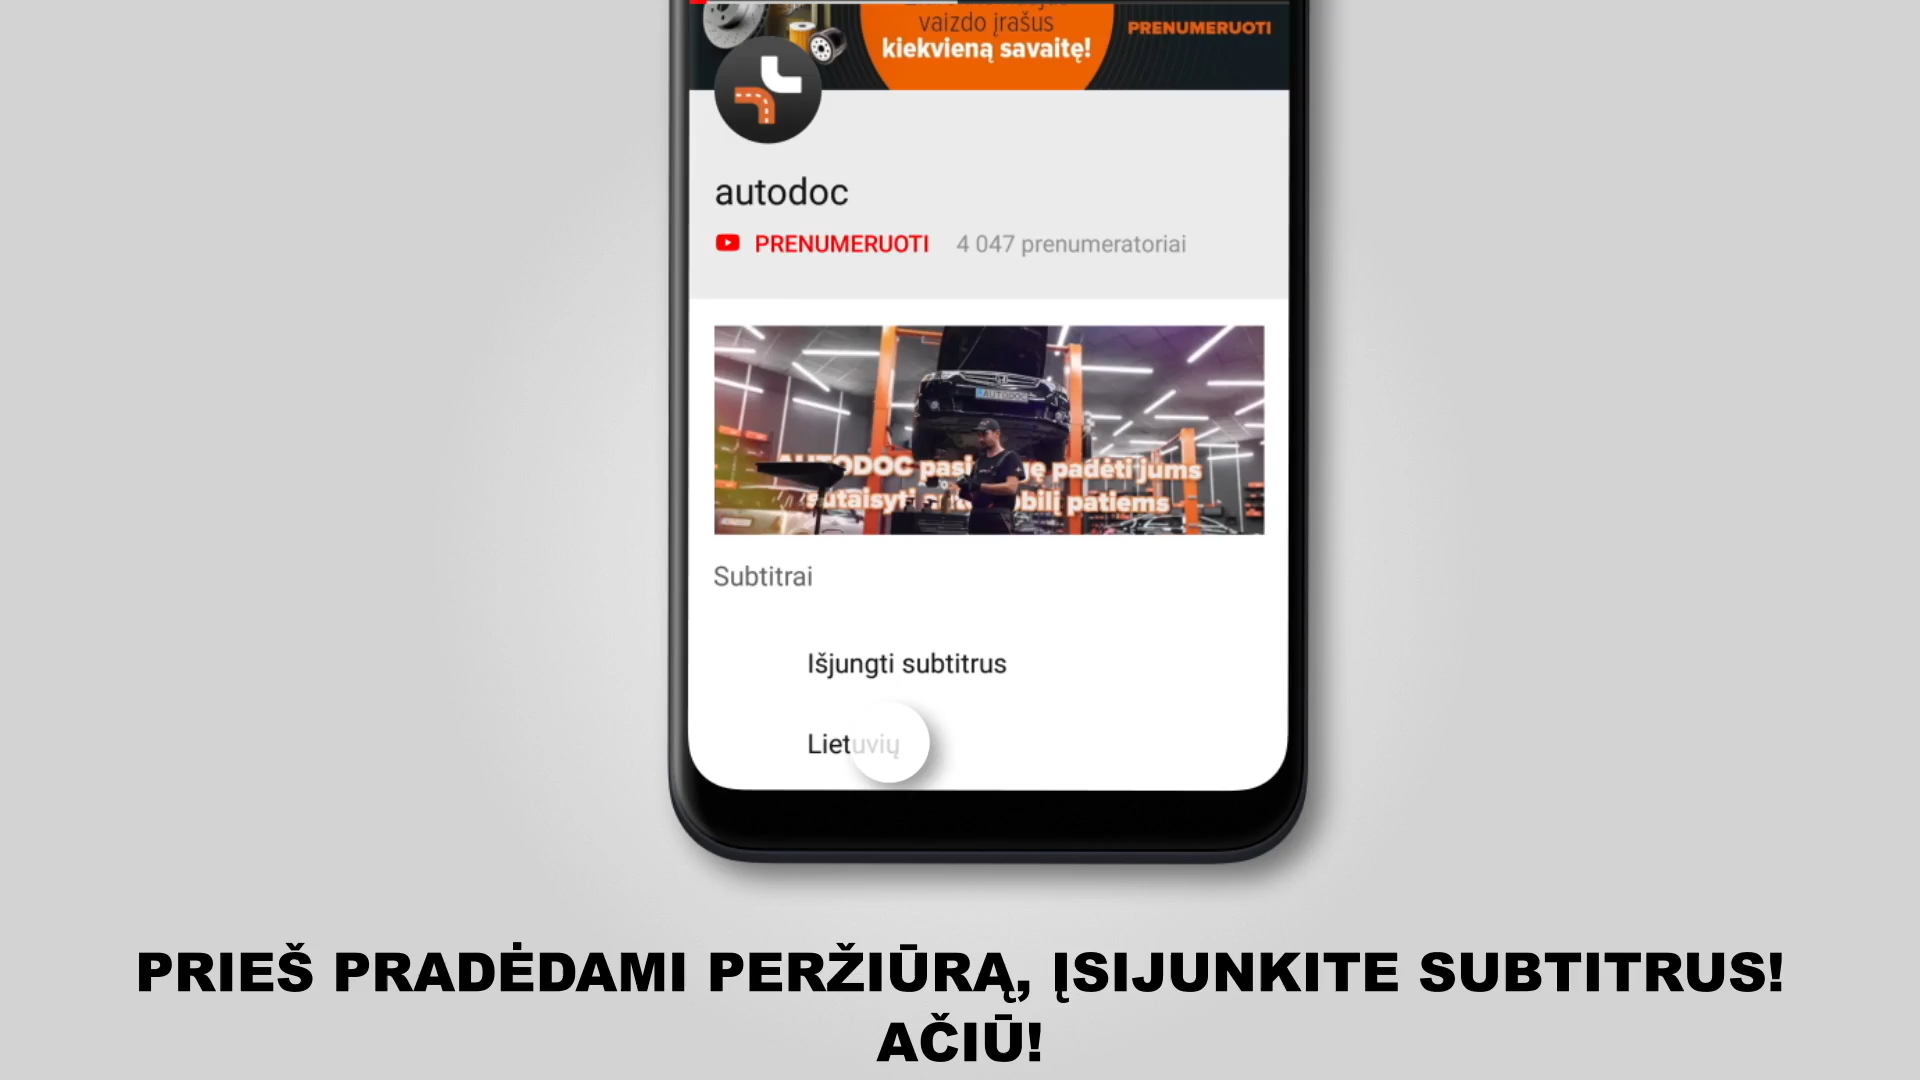 vaizdo įrašus
kiekvieną savaitę!
PRENUMERUOTI
autodoc
PRENUMERUOTI 4 047 prenumeratoriai
AUTODOC
padėti jums
patiems
Subtitrai
Išjungti subtitrus
Lietuvių
PRIEŠ PRADĖDAMI PERŽIŪRĄ, ĮSIJUNKITE SUBTITRUS!
AČIŪ!